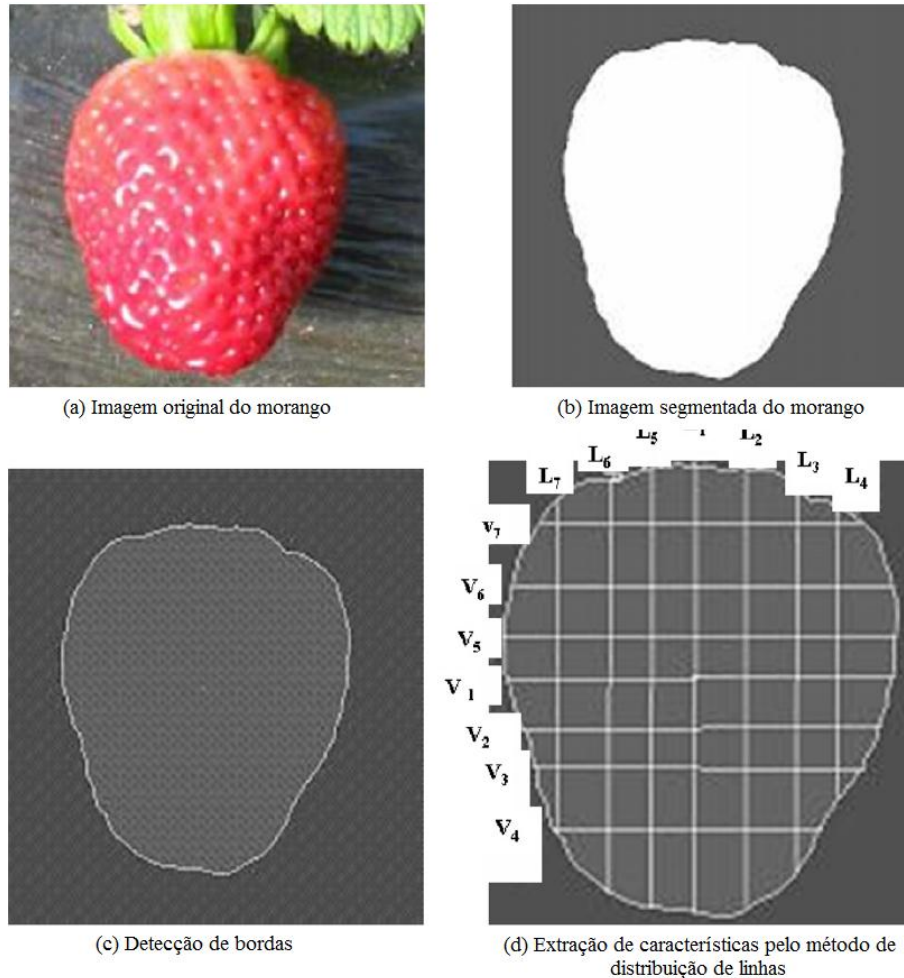 (a) Imagem original do morango
(b) Imagem segmentada do morango
(c) Detecção de bordas
L₇ L₆ L₅ L₂ L₃ L₄
v₇
V₆
V₅
V₁
V₂
V₃
V₄
(d) Extração de características pelo método de
distribuição de linhas